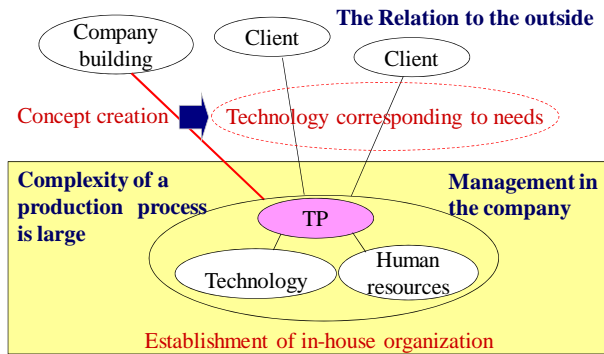 The Relation to the outside
Company
building
Client
Client
Concept creation
Technology corresponding to needs
Complexity of a
production process
is large
Management in
the company
TP
Technology
Human
resources
Establishment of in-house organization